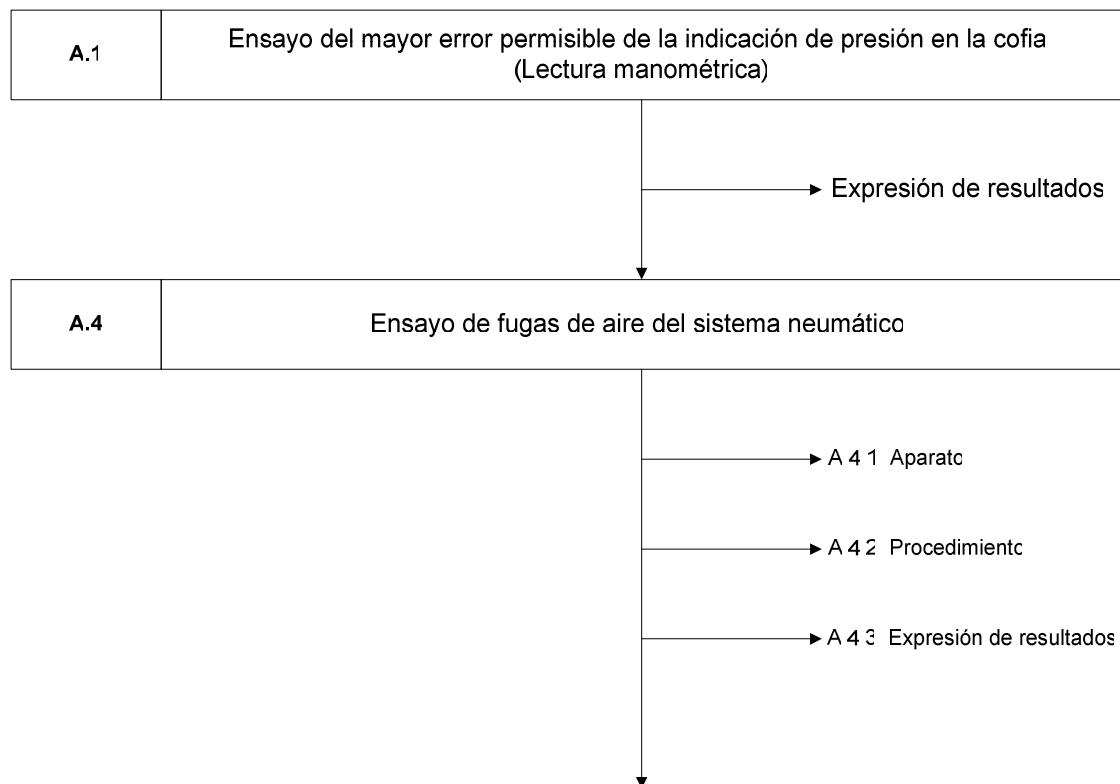 A.1
Ensayo del mayor error permisible de la indicación de presión en la cofia
(Lectura manométrica)
Expresión de resultados
A.4
Ensayo de fugas de aire del sistema neumático
A 4 1 Aparato
A 4 2 Procedimiento
A 4 3 Expresión de resultados